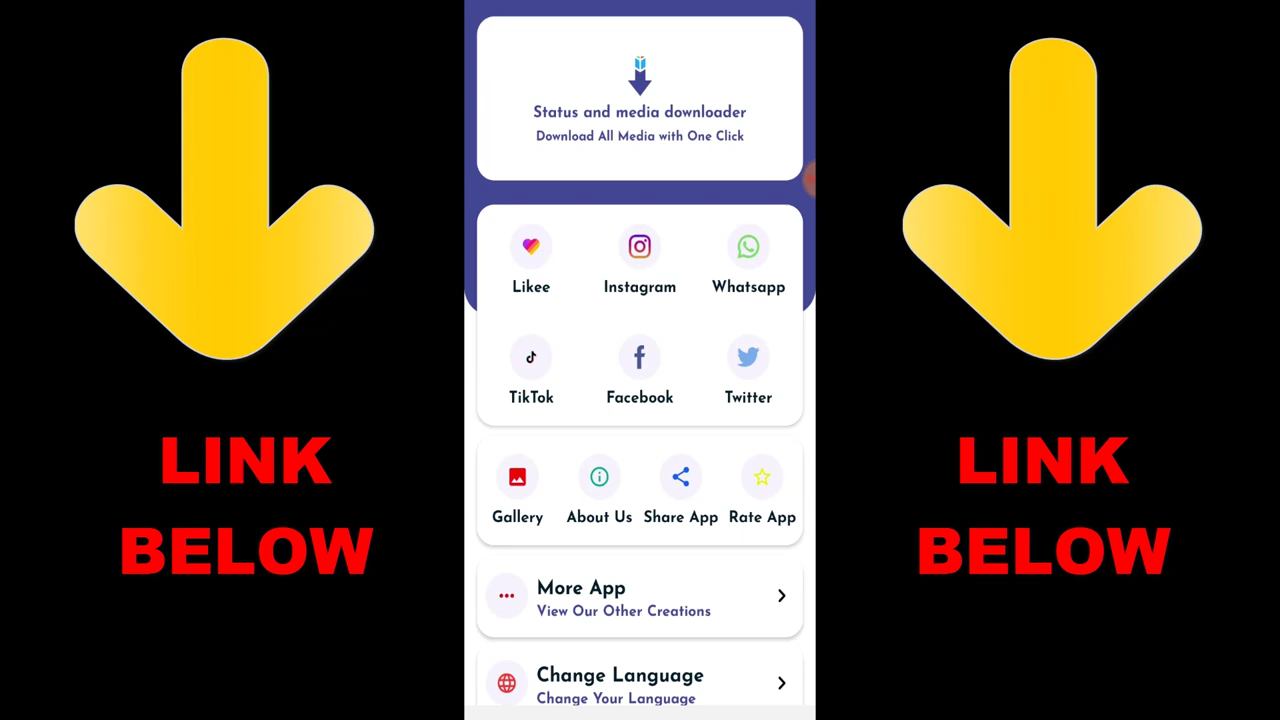 Status and media downloader
Download All Media with One Click
Likee Instagram Whatsapp
TikTok Facebook Twitter
LINK
BELOW
LINK
BELOW
Gallery About Us Share App Rate App
More App
View Our Other Creations
Change Language
Change Your Language